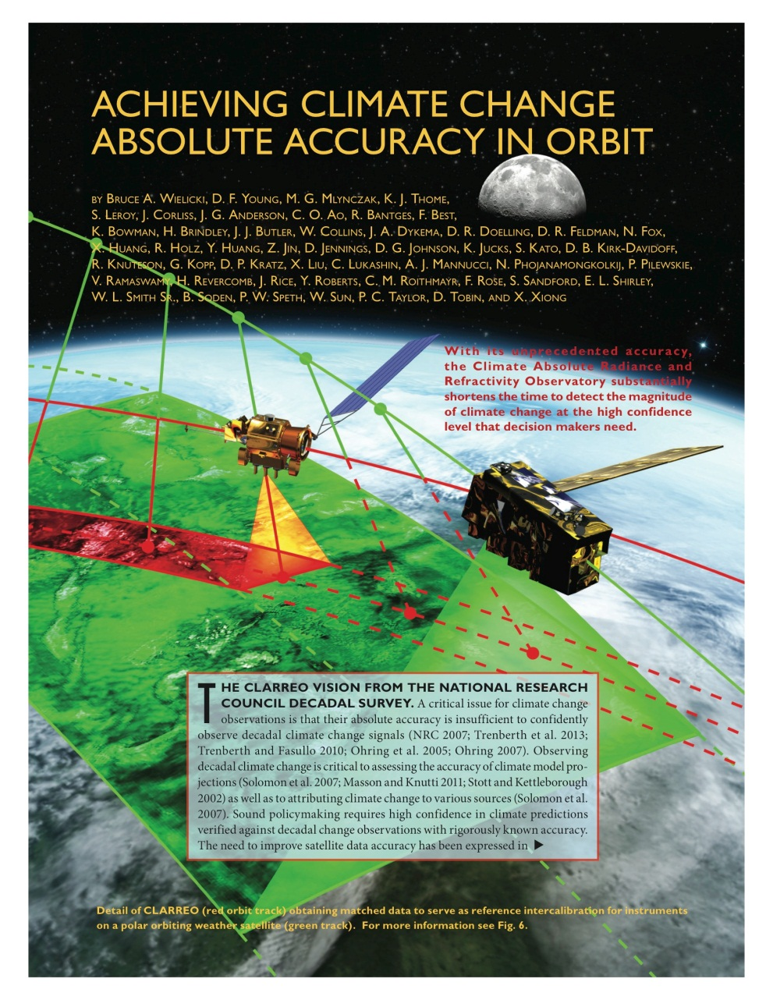 ACHIEVING CLIMATE CHANGE
ABSOLUTE ACCURACY IN ORBIT
BY BRUCE A. WIELICKI, D. F. YOUNG, M. G. MLYNCZAK, K. J. THOME,
S. LEROY, J. CORLISS, J. G. ANDERSON, C. O. AO, R. BANTGES, F. BEST,
K. BOWMAN, H. BRINDLEY, J. J. BUTLER, W. COLLINS, J. A. DYKEMA, D. R. DOELLING, D. R. FELDMAN, N. FOX,
X. HUANG, R. HOLZ, Y. HUANG, Z. JIN, D. JENNINGS, D. G. JOHNSON, K. JUCKS, S. KATO, D. B. KIRK-DAVIDOFF,
R. KNUTESON, G. KOPP, D. P. KRATZ, X. LIU, C. LUKASHIN, A. J. MANNUCCI, N. PHOJANAMONGKOLKIJ, P. PILEWSKIE,
V. RAMASWAMY, H. REVERCOMB, J. RICE, Y. ROBERTS, C. M. ROITHMAYR, F. ROSE, S. SANDFORD, E. L. SHIRLEY,
W. L. SMITH SR., B. SODEN, P. W. SPETH, W. SUN, P. C. TAYLOR, D. TOBIN, AND X. XIONG
With its unprecedented accuracy,
the Climate Absolute Radiance and
Refractivity Observatory substantially
shortens the time to detect the magnitude
of climate change at the high confidence
level that decision makers need.
THE CLARREO VISION FROM THE NATIONAL RESEARCH
COUNCIL DECADAL SURVEY. A critical issue for climate change
observations is that their absolute accuracy is insufficient to confidently
observe decadal climate change signals (NRC 2007; Trenberth et al. 2013;
Trenberth and Fasullo 2010; Ohring et al. 2005; Ohring 2007). Observing
decadal climate change is critical to assessing the accuracy of climate model pro-
jections (Solomon et al. 2007; Masson and Knutti 2011; Stott and Kettleborough
2002) as well as to attributing climate change to various sources (Solomon et al.
2007). Sound policymaking requires high confidence in climate predictions
verified against decadal change observations with rigorously known accuracy.
The need to improve satellite data accuracy has been expressed in ▶
Detail of CLARREO (red orbit track) obtaining matched data to serve as reference intercalibration for instruments
on a polar orbiting weather satellite (green track).  For more information see Fig. 6.